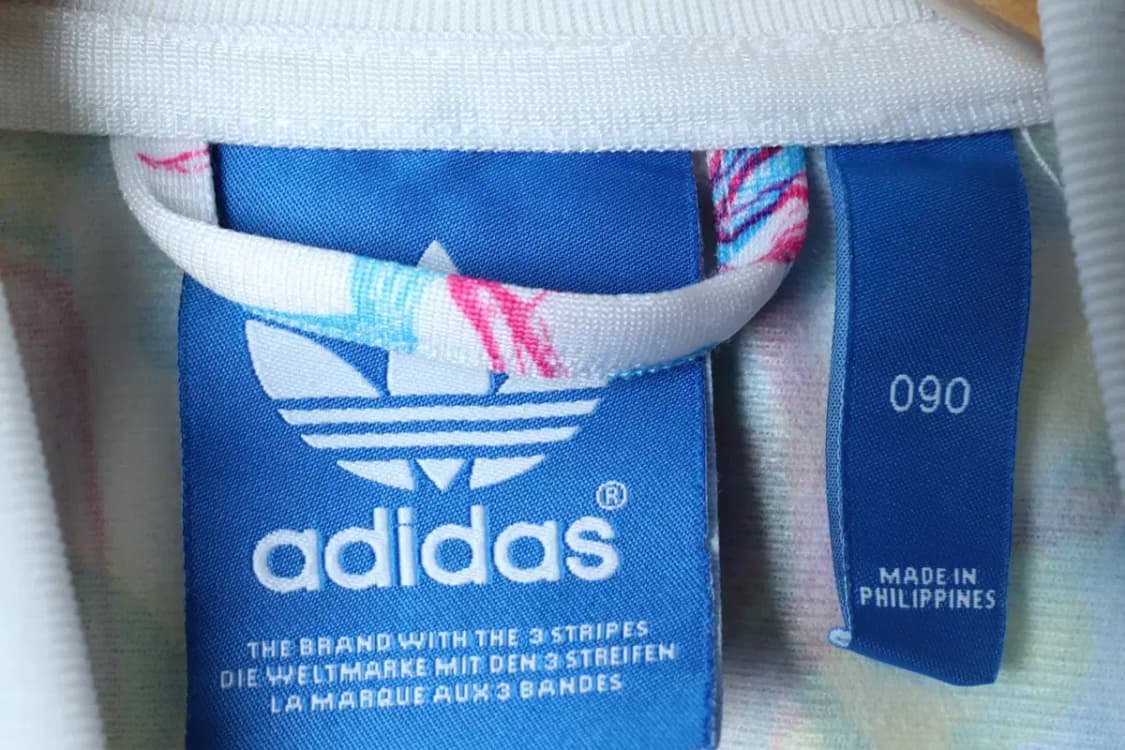 adidas®
THE BRAND WITH THE 3 STRIPES
DIE WELTMARKE MIT DEN 3 STREIFEN
LA MARQUE AUX 3 BANDES
090
MADE IN
PHILIPPINES